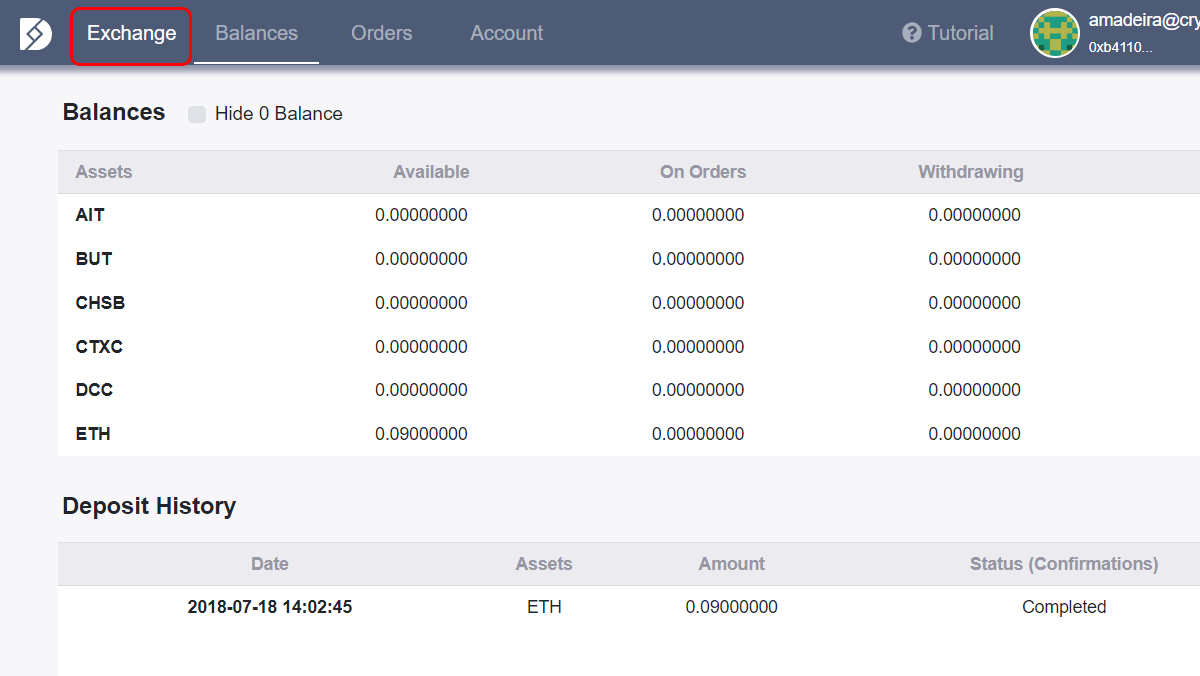 Exchange Balances Orders Account Tutorial amadeira@cry
0xb4110...
Balances Hide 0 Balance
Assets Available On Orders Withdrawing
AIT 0.00000000 0.00000000 0.00000000
BUT 0.00000000 0.00000000 0.00000000
CHSB 0.00000000 0.00000000 0.00000000
CTXC 0.00000000 0.00000000 0.00000000
DCC 0.00000000 0.00000000 0.00000000
ETH 0.09000000 0.00000000 0.00000000
Deposit History
Date Assets Amount Status (Confirmations)
2018-07-18 14:02:45 ETH 0.09000000 Completed